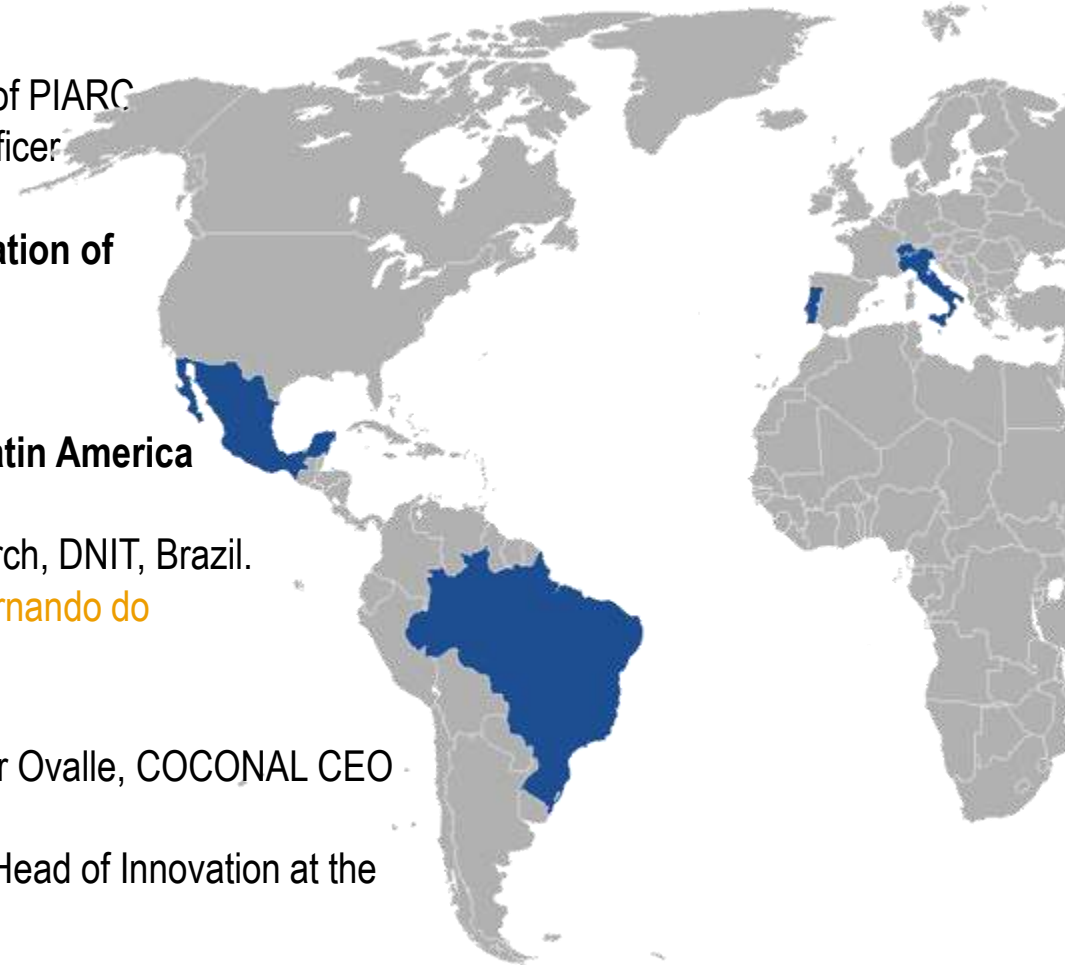 of PIARC
ficer
ation of
atin America
rch, DNIT, Brazil.
rnando do
r Ovalle, COCONAL CEO
Head of Innovation at the